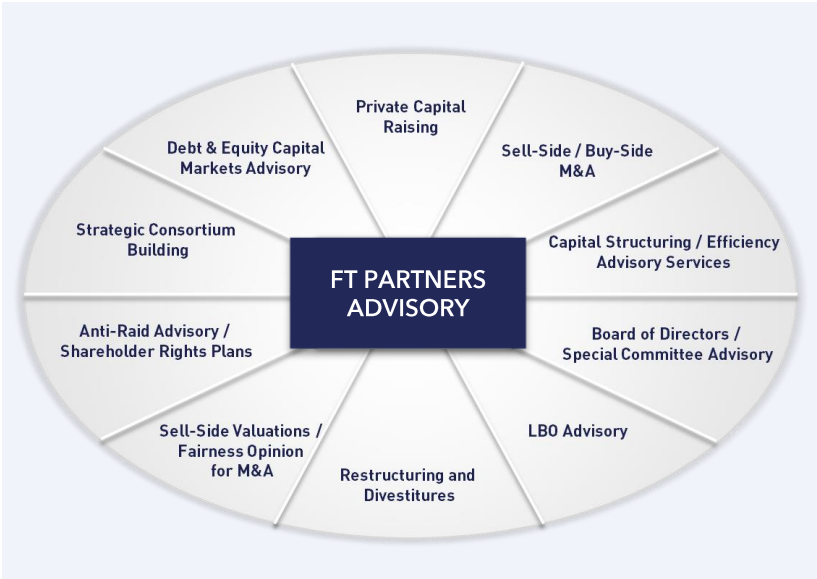 Private Capital
Raising
Sell-Side / Buy-Side
M&A
Capital Structuring / Efficiency
Advisory Services
Board of Directors /
Special Committee Advisory
LBO Advisory
Restructuring and
Divestitures
Sell-Side Valuations /
Fairness Opinion
for M&A
Anti-Raid Advisory /
Shareholder Rights Plans
Strategic Consortium
Building
Debt & Equity Capital
Markets Advisory
FT PARTNERS
ADVISORY